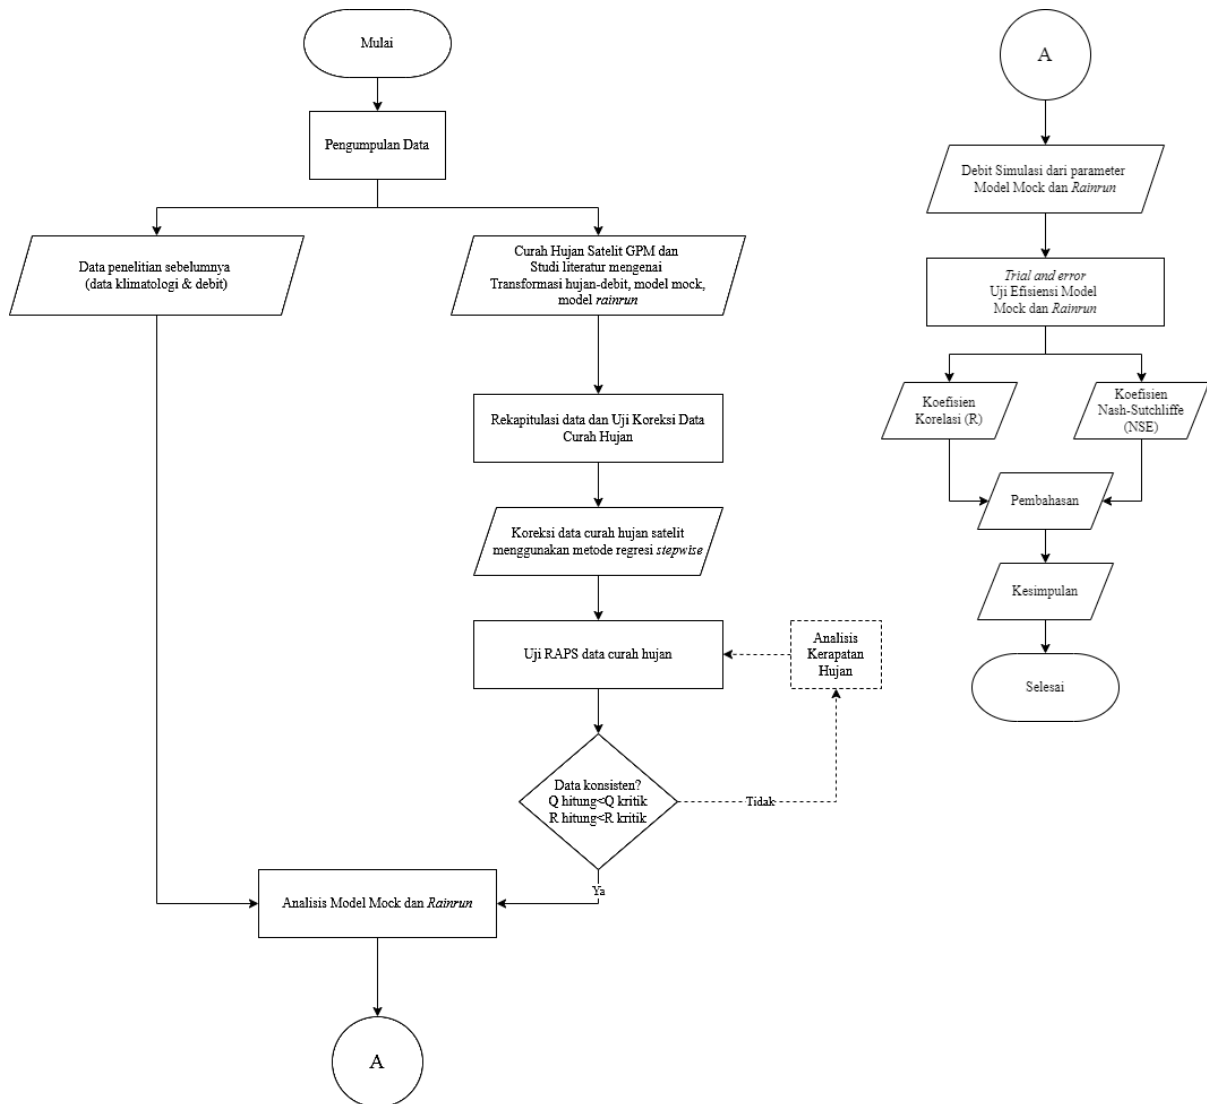 Mulai
Pengumpulan Data
Data penelitian sebelumnya
(data klimatologi & debit)
Curah Hujan Satelit GPM dan
Studi literatur mengenai
Transformasi hujan-debit, model mock,
model rainrun
Rekapitulasi data dan Uji Koreksi Data
Curah Hujan
Koreksi data curah hujan satelit
menggunakan metode regresi stepwise
Uji RAPS data curah hujan
Analisis
Kerapatan
Hujan
Data konsisten?
Q hitung<Q kritik
R hitung<R kritik
Tidak
Ya
Analisis Model Mock dan Rainrun
A
A
Debit Simulasi dari parameter
Model Mock dan Rainrun
Trial and error
Uji Efisiensi Model
Mock dan Rainrun
Koefisien
Korelasi (R)
Koefisien
Nash-Sutchliffe
(NSE)
Pembahasan
Kesimpulan
Selesai